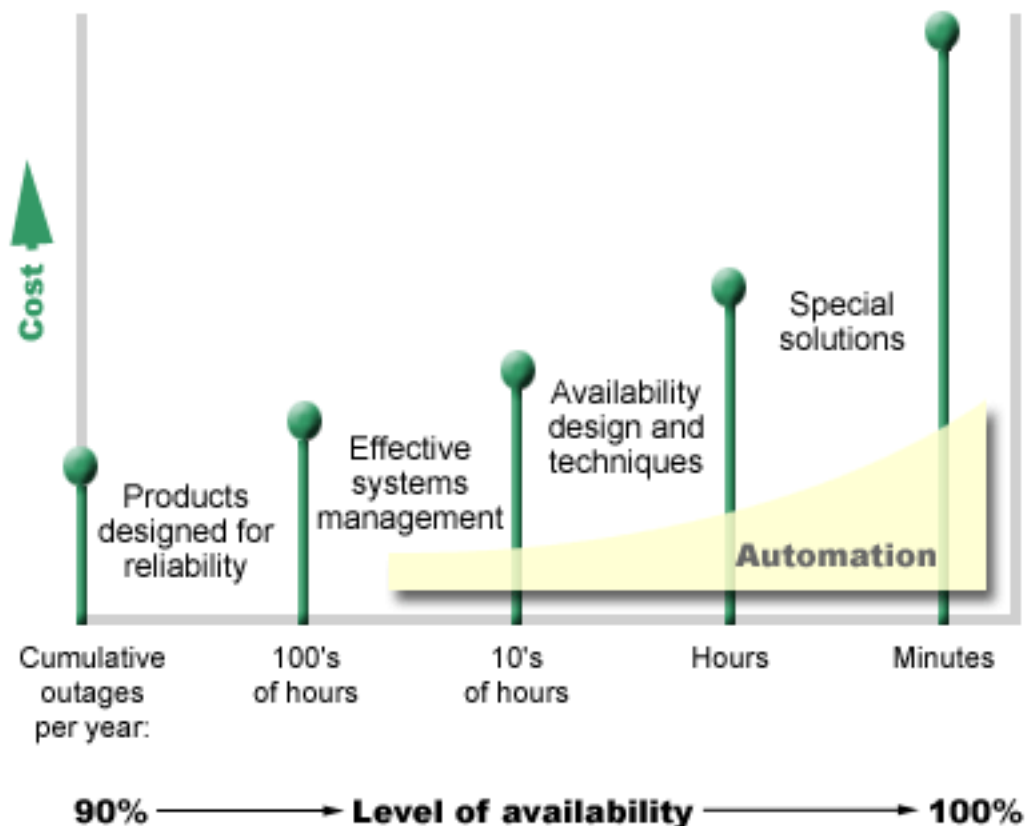 Cost
Products
designed for
reliability
Effective
systems
management
Availability
design and
techniques
Special
solutions
Automation
Cumulative
outages
per year:
100's
of hours
10's
of hours
Hours
Minutes
90%
Level of availability
100%